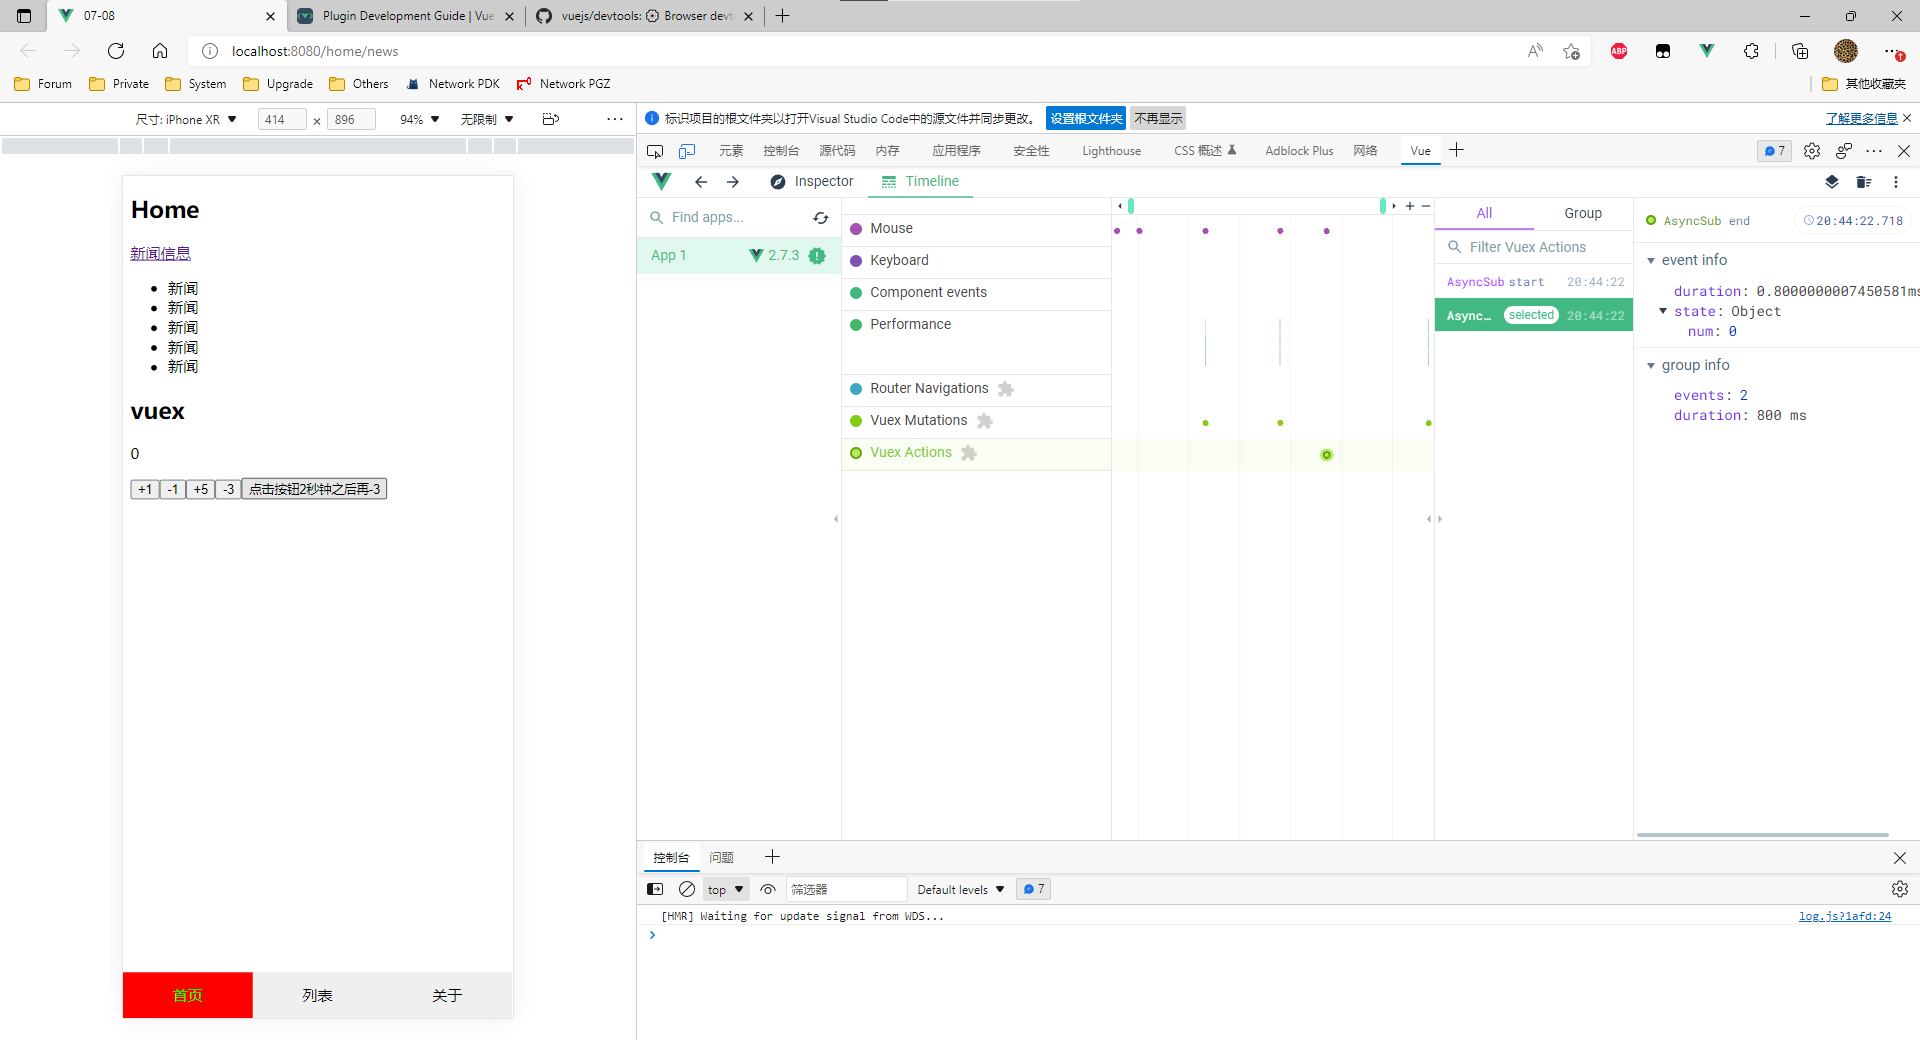 07-08
Plugin Development Guide | Vue
vuejs/devtools: Browser devt
localhost:8080/home/news
ABP
Forum
Private
System
Upgrade
Others
Network PDK
Network PGZ
其他收藏夹
尺寸: iPhone XR
414
×
896
94%
无限制
Home
新闻信息
新闻
新闻
新闻
新闻
新闻
vuex
0
+1 -1 +5 -3 点击按钮2秒钟之后再-3
首页
列表
关于
标识项目的根文件夹以打开Visual Studio Code中的源文件并同步更改。
设置根文件夹
不再显示
了解更多信息
元素
控制台
源代码
内存
应用程序
安全性
Lighthouse
CSS 概述
Adblock Plus
网络
Vue
7
Inspector
Timeline
Find apps...
App 1
2.7.3
Mouse
Keyboard
Component events
Performance
Router Navigations
Vuex Mutations
Vuex Actions
All
Group
Filter Vuex Actions
AsyncSub start 20:44:22
Async... selected 20:44:22
AsyncSub end
20:44:22.718
event info
duration: 0.8000000007450581ms
state: Object
num: 0
group info
events: 2
duration: 800 ms
控制台
问题
top
筛选器
Default levels
7
[HMR] Waiting for update signal from WDS...
log.js?1afd:24